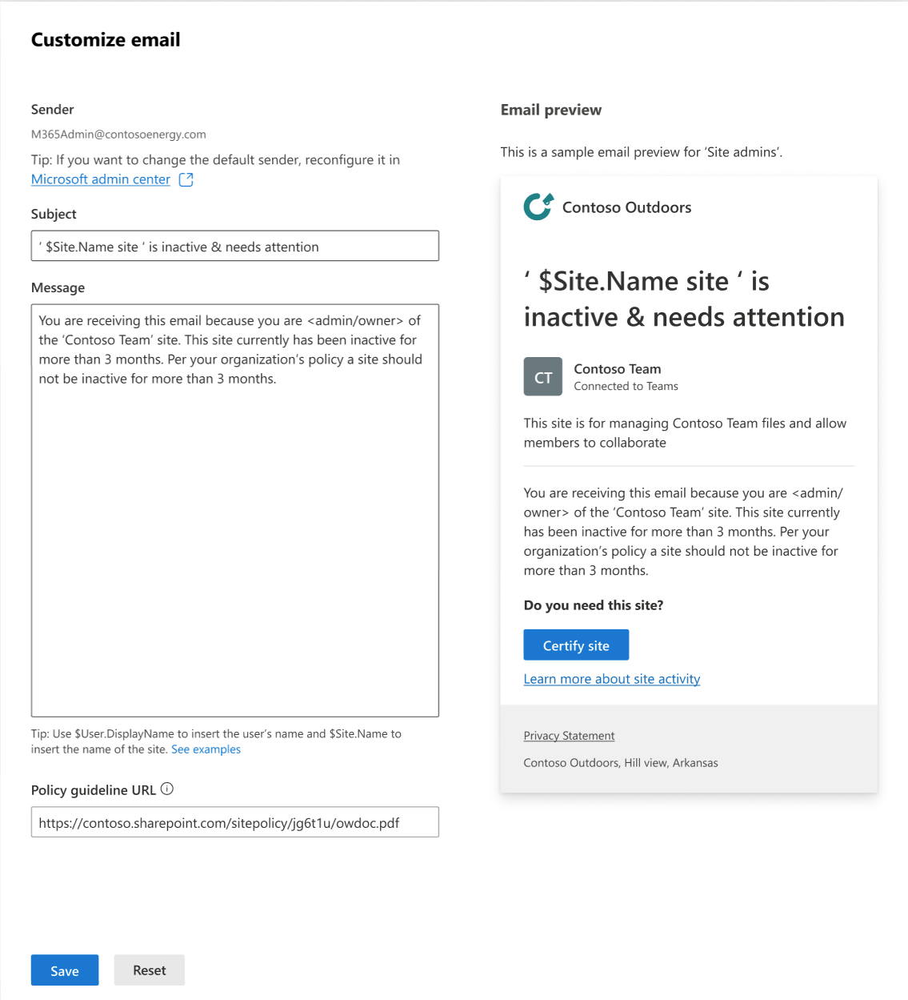 Customize email
Sender
M365Admin@contosoenergy.com
Tip: If you want to change the default sender, reconfigure it in
Microsoft admin center
Subject
‘ $Site.Name site ‘ is inactive & needs attention
Message
You are receiving this email because you are <admin/owner> of
the ‘Contoso Team’ site. This site currently has been inactive for
more than 3 months. Per your organization’s policy a site should
not be inactive for more than 3 months.
Tip: Use $User.DisplayName to insert the user’s name and $Site.Name to
insert the name of the site. See examples
Policy guideline URL
https://contoso.sharepoint.com/sitepolicy/jg6t1u/owdoc.pdf
Save
Reset
Email preview
This is a sample email preview for ‘Site admins’.
Contoso Outdoors
‘ $Site.Name site ‘ is
inactive & needs attention
CT
Contoso Team
Connected to Teams
This site is for managing Contoso Team files and allow
members to collaborate
You are receiving this email because you are <admin/
owner> of the ‘Contoso Team’ site. This site currently
has been inactive for more than 3 months. Per your
organization’s policy a site should not be inactive for
more than 3 months.
Do you need this site?
Certify site
Learn more about site activity
Privacy Statement
Contoso Outdoors, Hill view, Arkansas